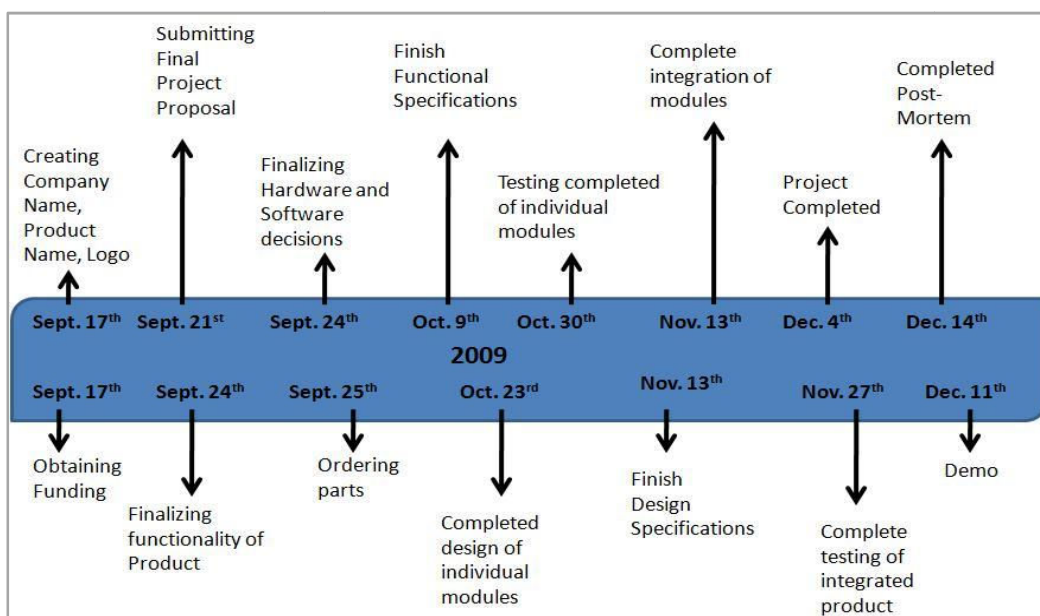 Submitting
Final
Project
Proposal
Finish
Functional
Specifications
Complete
integration of
modules
Completed
Post-
Mortem
Creating
Company
Name,
Product
Name, Logo
Finalizing
Hardware and
Software
decisions
Testing completed
of individual
modules
Project
Completed
Sept. 17th Sept. 21st Sept. 24th Oct. 9th Oct. 30th Nov. 13th Dec. 4th Dec. 14th
2009
Sept. 17th Sept. 24th Sept. 25th Oct. 23rd Nov. 13th Nov. 27th Dec. 11th
Obtaining
Funding
Finalizing
functionality of
Product
Ordering
parts
Completed
design of
individual
modules
Finish
Design
Specifications
Complete
testing of
integrated
product
Demo